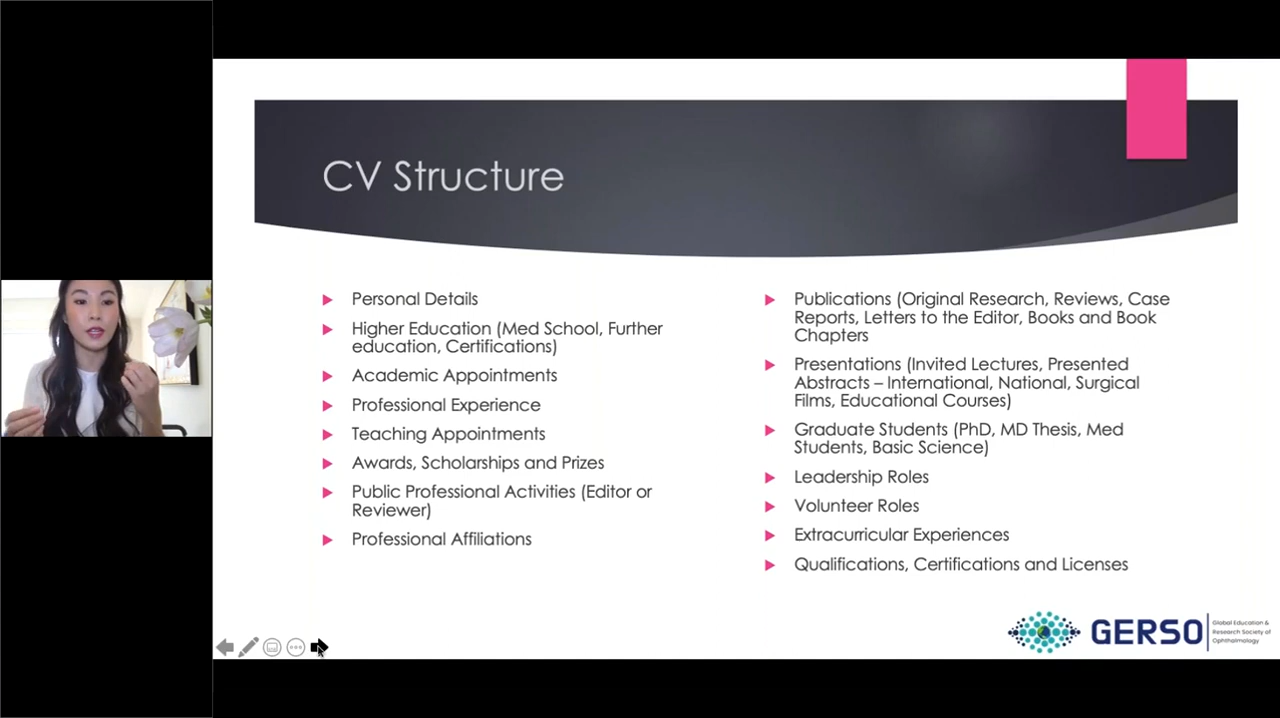 CV Structure
Personal Details
Higher Education (Med School, Further
education, Certifications)
Academic Appointments
Professional Experience
Teaching Appointments
Awards, Scholarships and Prizes
Public Professional Activities (Editor or
Reviewer)
Professional Affiliations
Publications (Original Research, Reviews, Case
Reports, Letters to the Editor, Books and Book
Chapters
Presentations (Invited Lectures, Presented
Abstracts – International, National, Surgical
Films, Educational Courses)
Graduate Students (PhD, MD Thesis, Med
Students, Basic Science)
Leadership Roles
Volunteer Roles
Extracurricular Experiences
Qualifications, Certifications and Licenses
GERSO
Global Education &
Research Society of
Ophthalmology